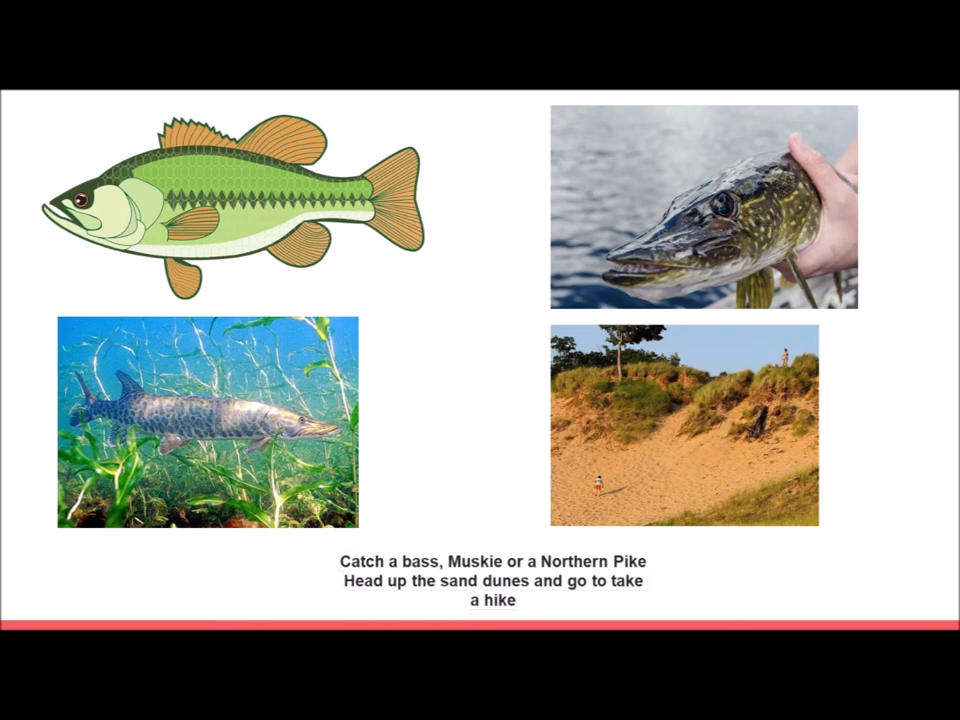 Catch a bass, Muskie or a Northern Pike
Head up the sand dunes and go to take
a hike